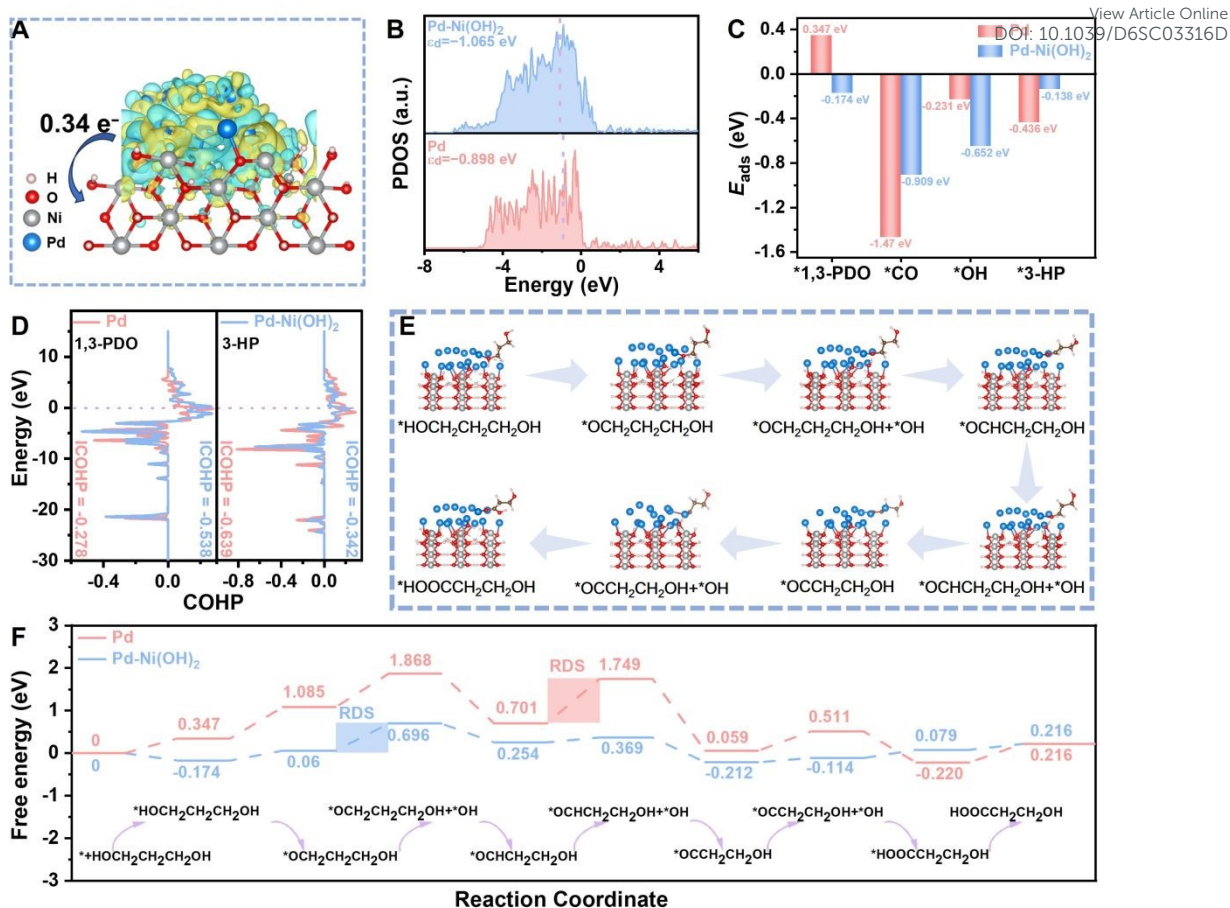 View Article Online
DOI: 10.1039/D6SC03316D
A
0.34 e⁻
H
O
Ni
Pd
B
Pd-Ni(OH)₂
εd=−1.065 eV
Pd
εd=−0.898 eV
PDOS (a.u.)
-8 -4 0 4
Energy (eV)
C
Pd
Pd-Ni(OH)₂
0.4
0.0
-0.4
-0.8
-1.2
-1.6
Eads (eV)
0.347 eV
-0.174 eV
-1.47 eV
-0.909 eV
-0.231 eV
-0.652 eV
-0.436 eV
-0.138 eV
*1,3-PDO *CO *OH *3-HP
D
Pd
Pd-Ni(OH)₂
1,3-PDO
3-HP
10
0
-10
-20
-30
Energy (eV)
ICOHP = -0.278
ICOHP = -0.538
ICOHP = -0.639
ICOHP = -0.342
-0.4 0.0 -0.8 -0.4 0.0
COHP
E
*HOCH₂CH₂CH₂OH
*OCH₂CH₂CH₂OH
*OCH₂CH₂CH₂OH+*OH
*OCHCH₂CH₂OH
*HOOCCH₂CH₂OH
*OCCH₂CH₂OH+*OH
*OCCH₂CH₂OH
*OCHCH₂CH₂OH+*OH
F
Pd
Pd-Ni(OH)₂
3
2
1
0
-1
-2
-3
Free energy (eV)
0 0.347 1.085 1.868 0.701 1.749 0.059 0.511 -0.220 0.216
0 -0.174 0.06 0.696 0.254 0.369 -0.212 -0.114 0.079 0.216
RDS
RDS
*HOCH₂CH₂CH₂OH
*OCH₂CH₂CH₂OH+*OH
*OCHCH₂CH₂OH+*OH
*OCCH₂CH₂OH+*OH
HOOCCH₂CH₂OH
*+HOCH₂CH₂CH₂OH
*OCH₂CH₂CH₂OH
*OCHCH₂CH₂OH
*OCCH₂CH₂OH
*HOOCCH₂CH₂OH
Reaction Coordinate